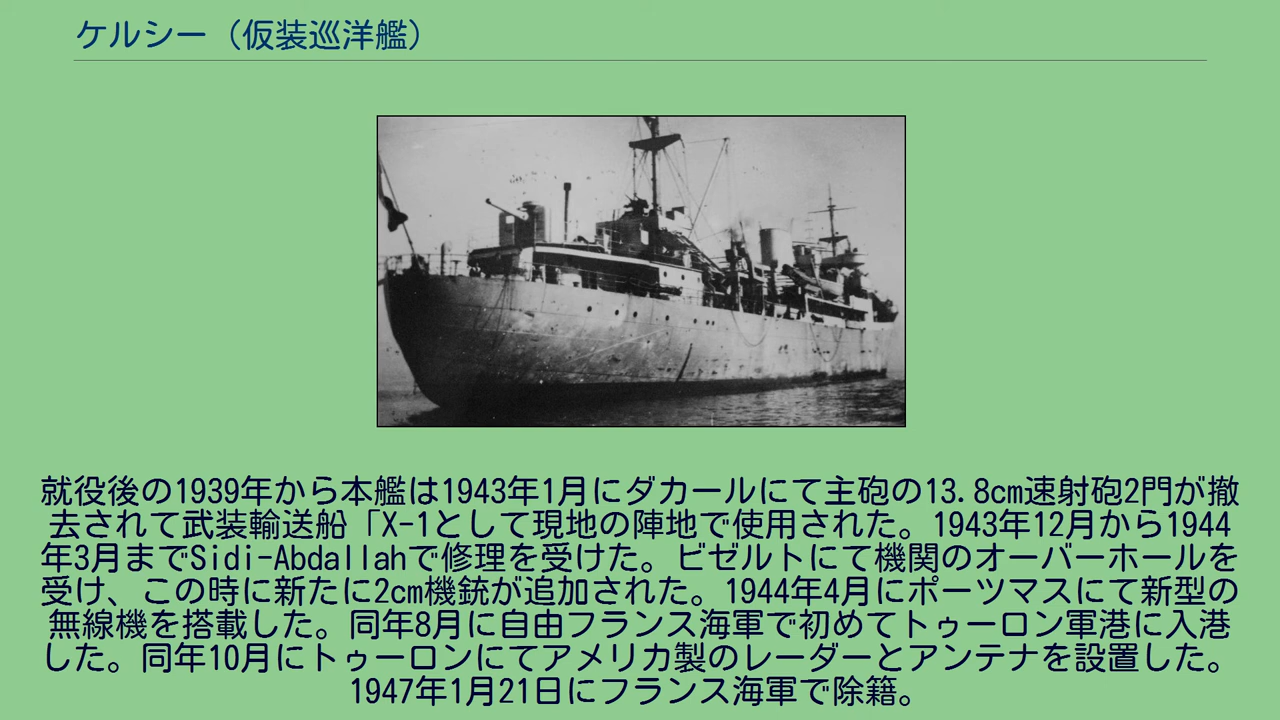 ケルシー（仮装巡洋艦）
就役後の1939年から本艦は1943年1月にダカールにて主砲の13.8cm速射砲2門が撤
去されて武装輸送船「X-1として現地の陣地で使用された。1943年12月から1944
年3月までSidi-Abdallahで修理を受けた。ビゼルトにて機関のオーバーホールを
受け、この時に新たに2cm機銃が追加された。1944年4月にポーツマスにて新型の
無線機を搭載した。同年8月に自由フランス海軍で初めてトゥーロン軍港に入港
した。同年10月にトゥーロンにてアメリカ製のレーダーとアンテナを設置した。
1947年1月21日にフランス海軍で除籍。